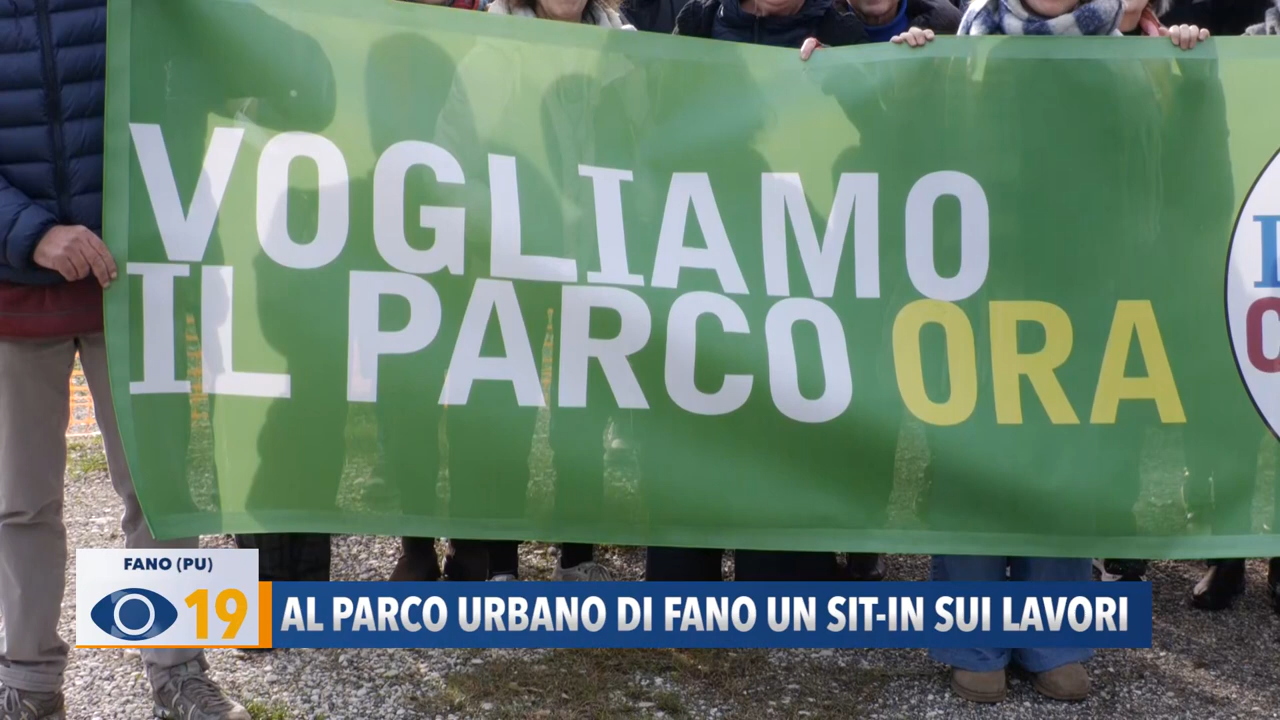 VOGLIAMO
IL PARCO ORA
FANO (PU)
19
AL PARCO URBANO DI FANO UN SIT-IN SUI LAVORI